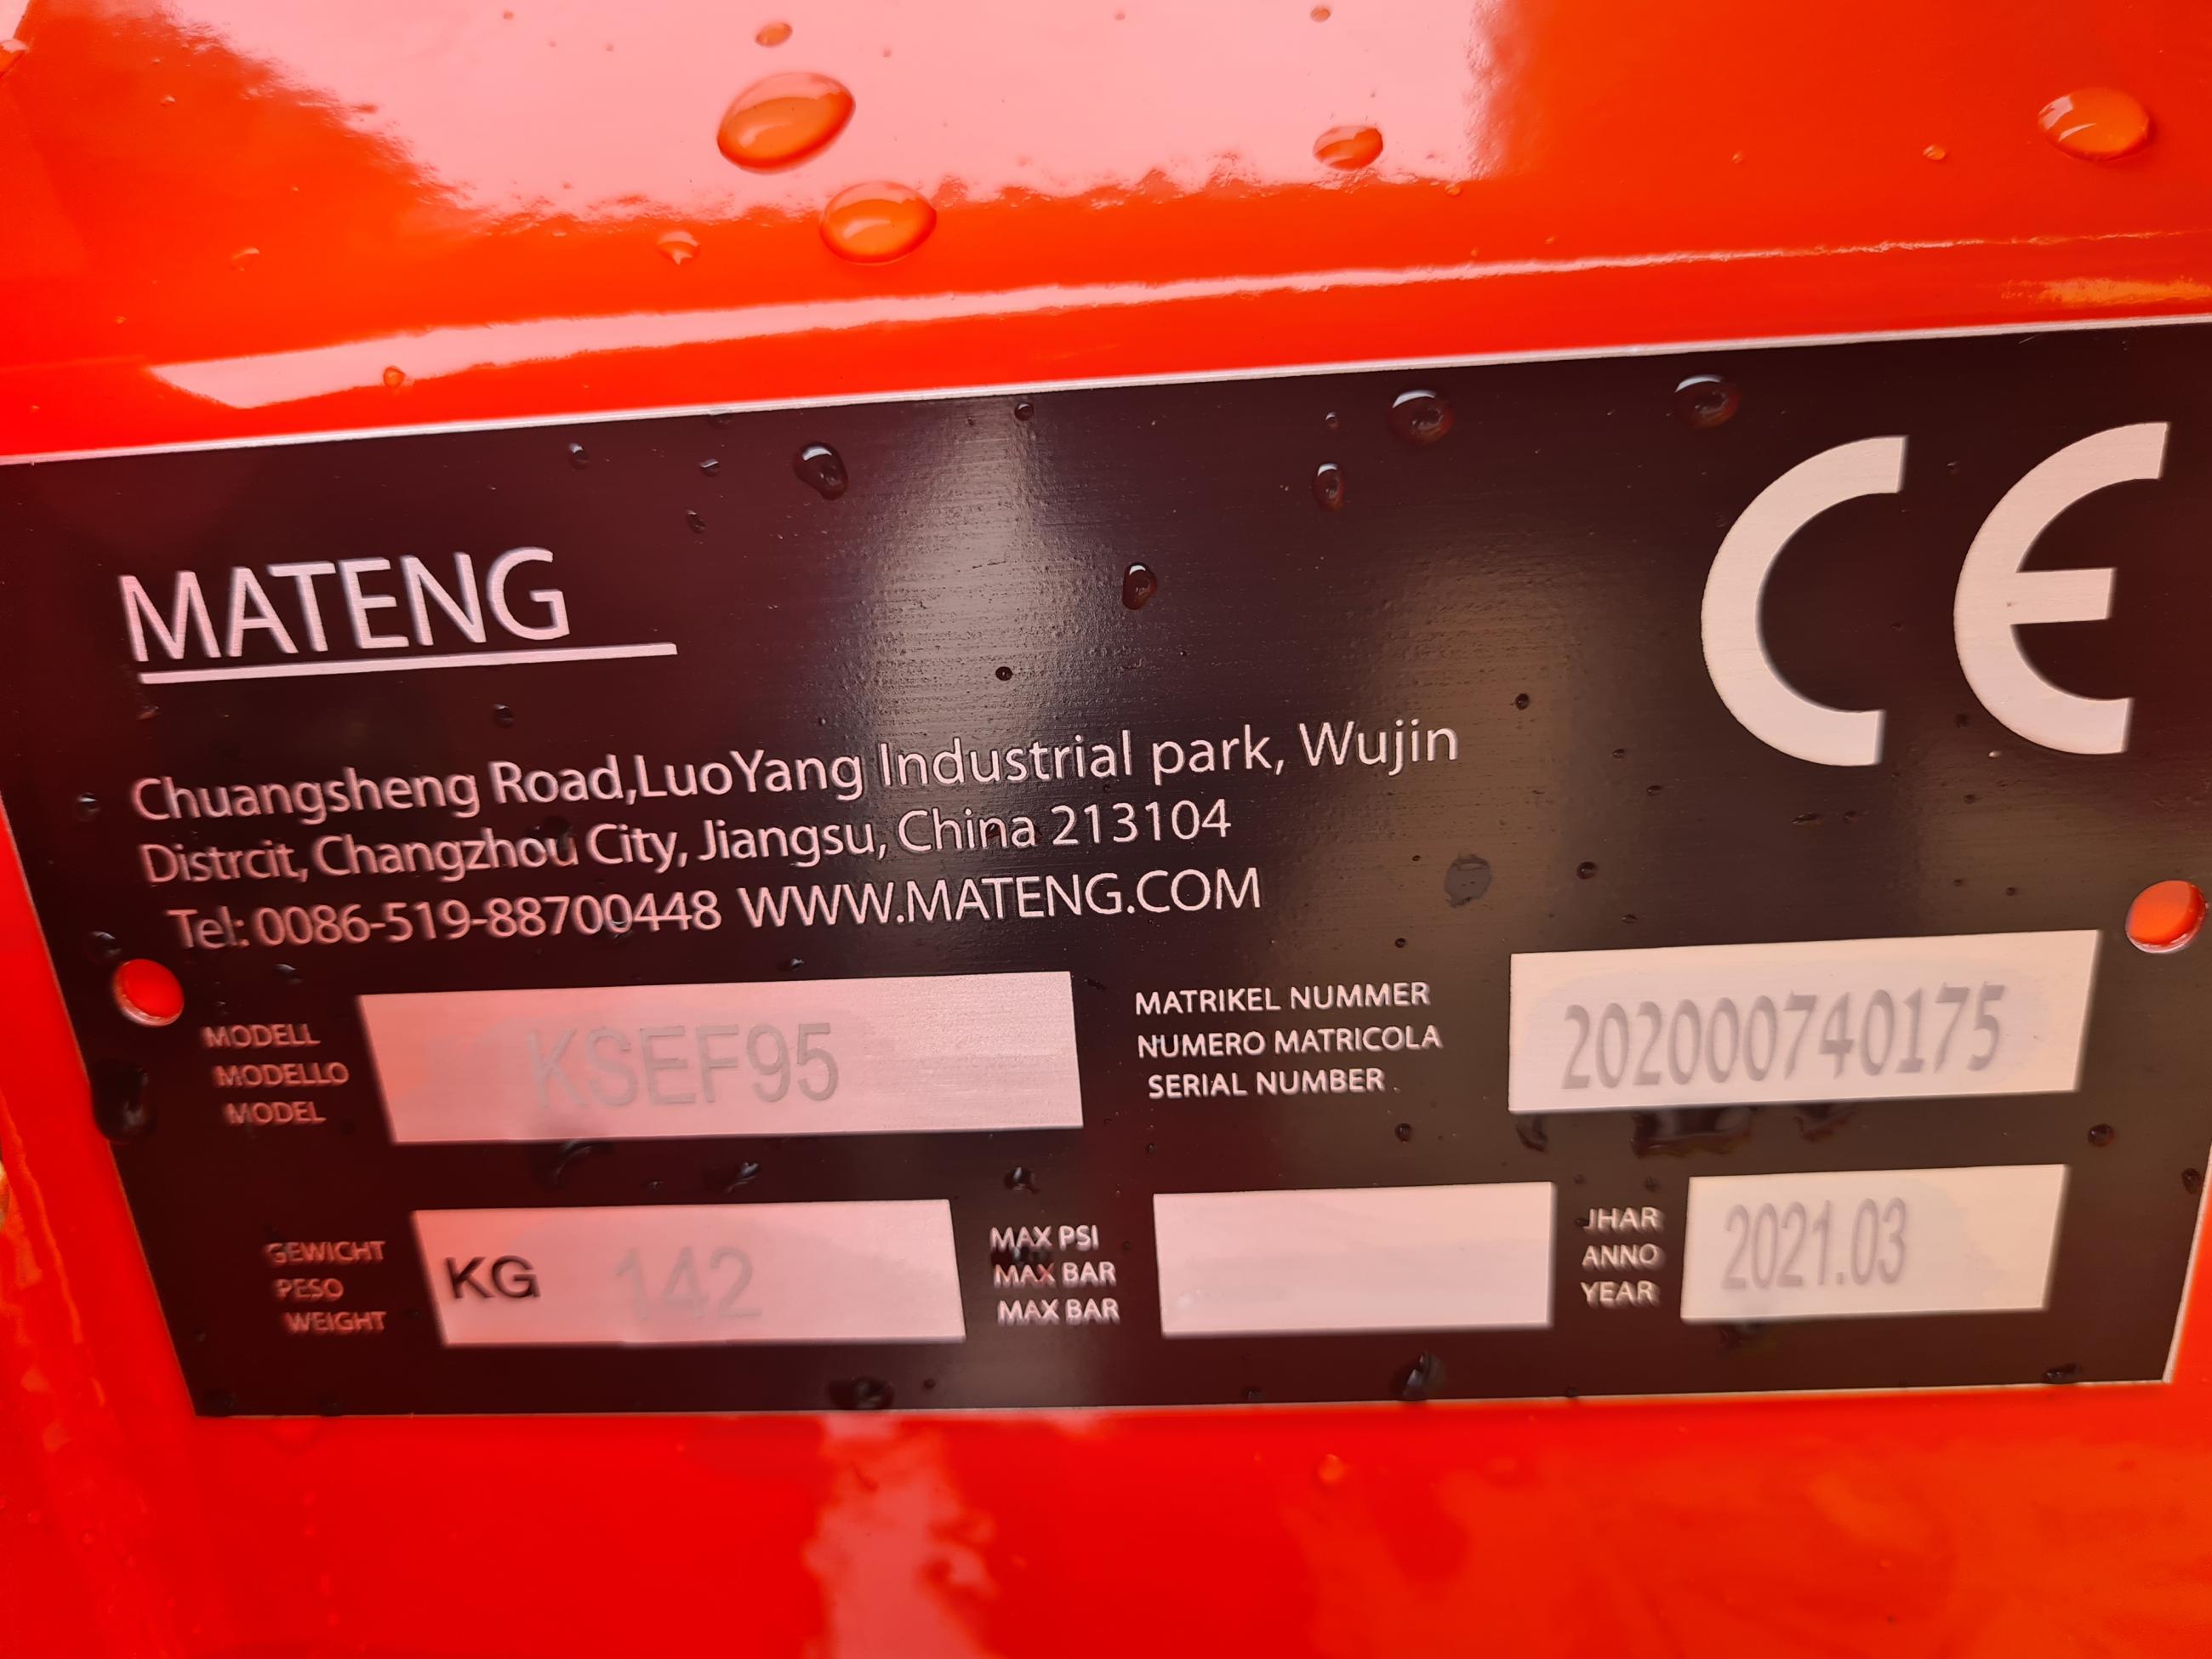 CE
MATENG
Chuangsheng Road,LuoYang Industrial park, Wujin
Distrcit, Changzhou City, Jiangsu, China 213104
Tel: 0086-519-88700448 WWW.MATENG.COM
MODELL
MODELLO
MODEL
KSEF95
MATRIKEL NUMMER
NUMERO MATRICOLA
SERIAL NUMBER
202000740175
GEWICHT
PESO
WEIGHT
KG 142
MAX PSI
MAX BAR
MAX BAR
JHAR
ANNO
YEAR
2021.03